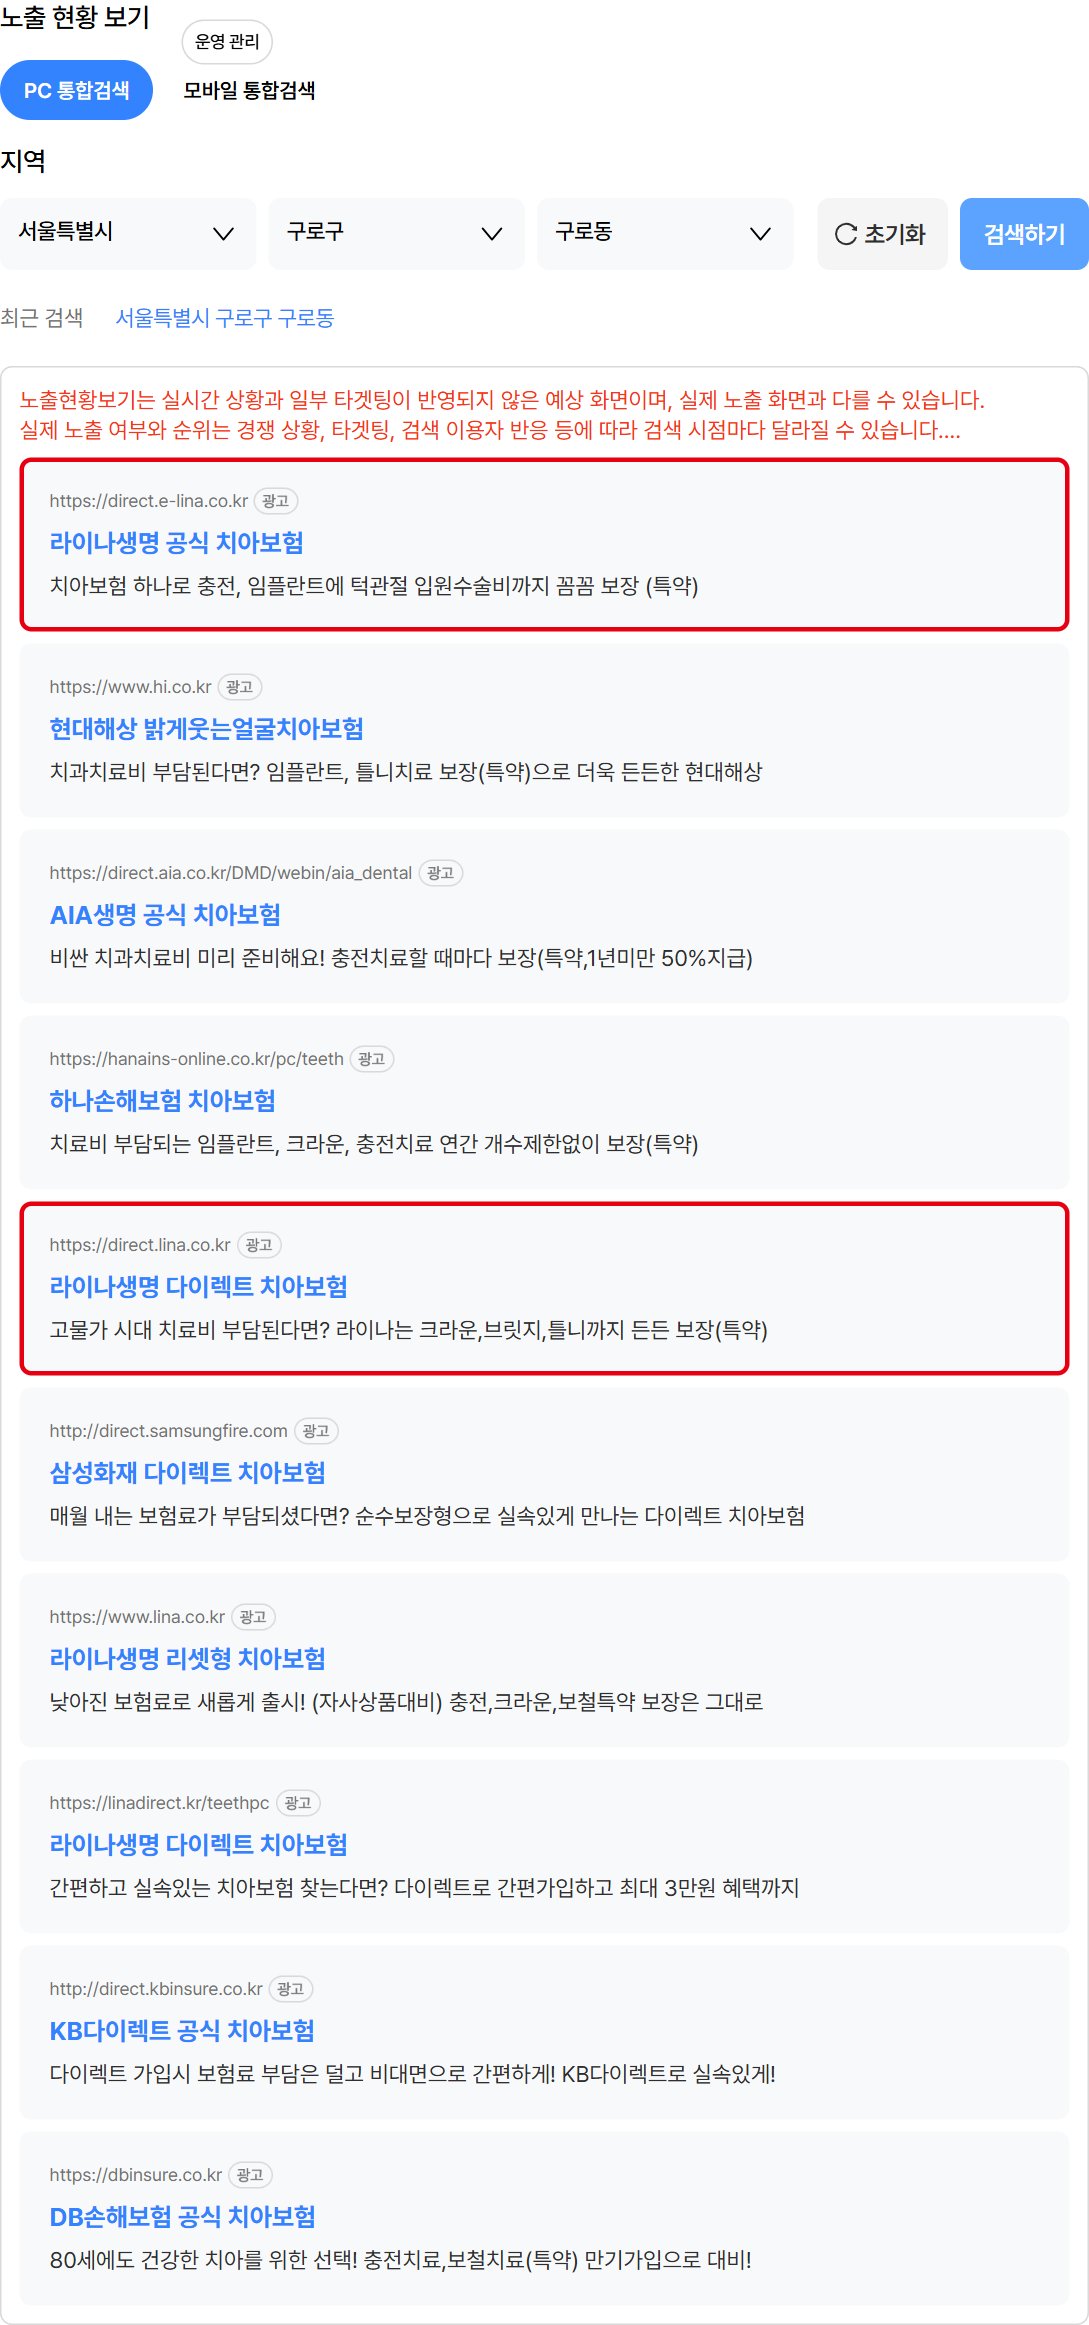 노출 현황 보기
운영 관리
PC 통합검색
모바일 통합검색
지역
서울특별시
구로구
구로동
초기화
검색하기
최근 검색
서울특별시 구로구 구로동
노출현황보기는 실시간 상황과 일부 타겟팅이 반영되지 않은 예상 화면이며, 실제 노출 화면과 다를 수 있습니다.
실제 노출 여부와 순위는 경쟁 상황, 타겟팅, 검색 이용자 반응 등에 따라 검색 시점마다 달라질 수 있습니다....
https://direct.e-lina.co.kr 광고
라이나생명 공식 치아보험
치아보험 하나로 충전, 임플란트에 턱관절 입원수술비까지 꼼꼼 보장 (특약)
https://www.hi.co.kr 광고
현대해상 밝게웃는얼굴치아보험
치과치료비 부담된다면? 임플란트, 틀니치료 보장(특약)으로 더욱 든든한 현대해상
https://direct.aia.co.kr/DMD/webin/aia_dental 광고
AIA생명 공식 치아보험
비싼 치과치료비 미리 준비해요! 충전치료할 때마다 보장(특약,1년미만 50%지급)
https://hanains-online.co.kr/pc/teeth 광고
하나손해보험 치아보험
치료비 부담되는 임플란트, 크라운, 충전치료 연간 개수제한없이 보장(특약)
https://direct.lina.co.kr 광고
라이나생명 다이렉트 치아보험
고물가 시대 치료비 부담된다면? 라이나는 크라운,브릿지,틀니까지 든든 보장(특약)
http://direct.samsungfire.com 광고
삼성화재 다이렉트 치아보험
매월 내는 보험료가 부담되셨다면? 순수보장형으로 실속있게 만나는 다이렉트 치아보험
https://www.lina.co.kr 광고
라이나생명 리셋형 치아보험
낮아진 보험료로 새롭게 출시! (자사상품대비) 충전,크라운,보철특약 보장은 그대로
https://linadirect.kr/teethpc 광고
라이나생명 다이렉트 치아보험
간편하고 실속있는 치아보험 찾는다면? 다이렉트로 간편가입하고 최대 3만원 혜택까지
http://direct.kbinsure.co.kr 광고
KB다이렉트 공식 치아보험
다이렉트 가입시 보험료 부담은 덜고 비대면으로 간편하게! KB다이렉트로 실속있게!
https://dbinsure.co.kr 광고
DB손해보험 공식 치아보험
80세에도 건강한 치아를 위한 선택! 충전치료,보철치료(특약) 만기가입으로 대비!